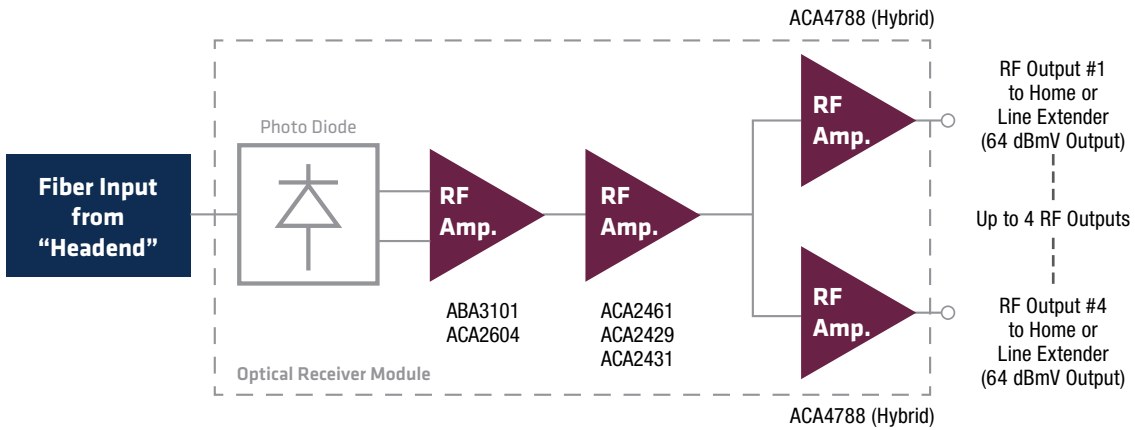 ACA4788 (Hybrid)
Photo Diode
Fiber Input
from
“Headend”
RF
Amp.
RF
Amp.
RF
Amp.
RF
Amp.
ABA3101
ACA2604
ACA2461
ACA2429
ACA2431
Optical Receiver Module
ACA4788 (Hybrid)
RF Output #1
to Home or
Line Extender
(64 dBmV Output)
Up to 4 RF Outputs
RF Output #4
to Home or
Line Extender
(64 dBmV Output)